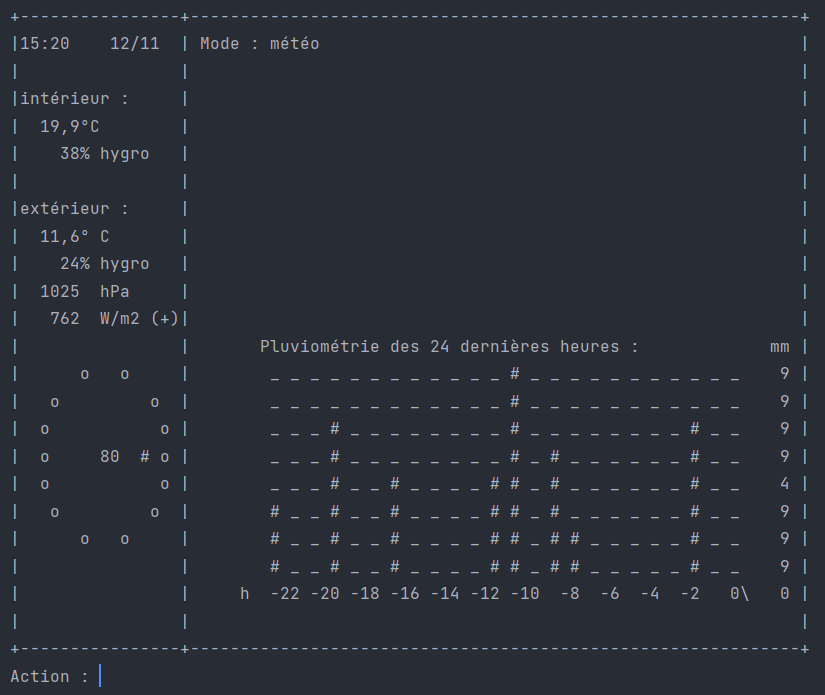 +----------------+-------------------------------------------------------------+
|15:20    12/11  | Mode : météo                                                |
|                |                                                             |
|intérieur :     |                                                             |
|  19,9°C        |                                                             |
|    38% hygro   |                                                             |
|                |                                                             |
|extérieur :     |                                                             |
|  11,6° C       |                                                             |
|    24% hygro   |                                                             |
|  1025  hPa     |                                                             |
|   762  W/m2 (+)|                                                             |
|                |       Pluviométrie des 24 dernières heures :             mm |
|      o   o     |        _ _ _ _ _ _ _ _ _ _ _ _ # _ _ _ _ _ _ _ _ _ _ _    9 |
|   o         o  |        _ _ _ _ _ _ _ _ _ _ _ _ # _ _ _ _ _ _ _ _ _ _ _    9 |
|  o           o |        _ _ _ # _ _ _ _ _ _ _ _ # _ _ _ _ _ _ _ _ # _ _    9 |
|  o     80  # o |        _ _ _ # _ _ _ _ _ _ _ _ # _ # _ _ _ _ _ _ # _ _    9 |
|  o           o |        _ _ _ # _ _ # _ _ _ _ # # _ # _ _ _ _ _ _ # _ _    4 |
|   o         o  |        # _ _ # _ _ # _ _ _ _ # # _ # _ _ _ _ _ _ # _ _    9 |
|      o   o     |        # _ _ # _ _ # _ _ _ _ # # _ # # _ _ _ _ _ # _ _    9 |
|                |        # _ _ # _ _ # _ _ _ _ # # _ # # _ _ _ _ _ # _ _    9 |
|                |     h  -22 -20 -18 -16 -14 -12 -10  -8  -6  -4  -2   0\   0 |
|                |                                                             |
+----------------+-------------------------------------------------------------+
Action :